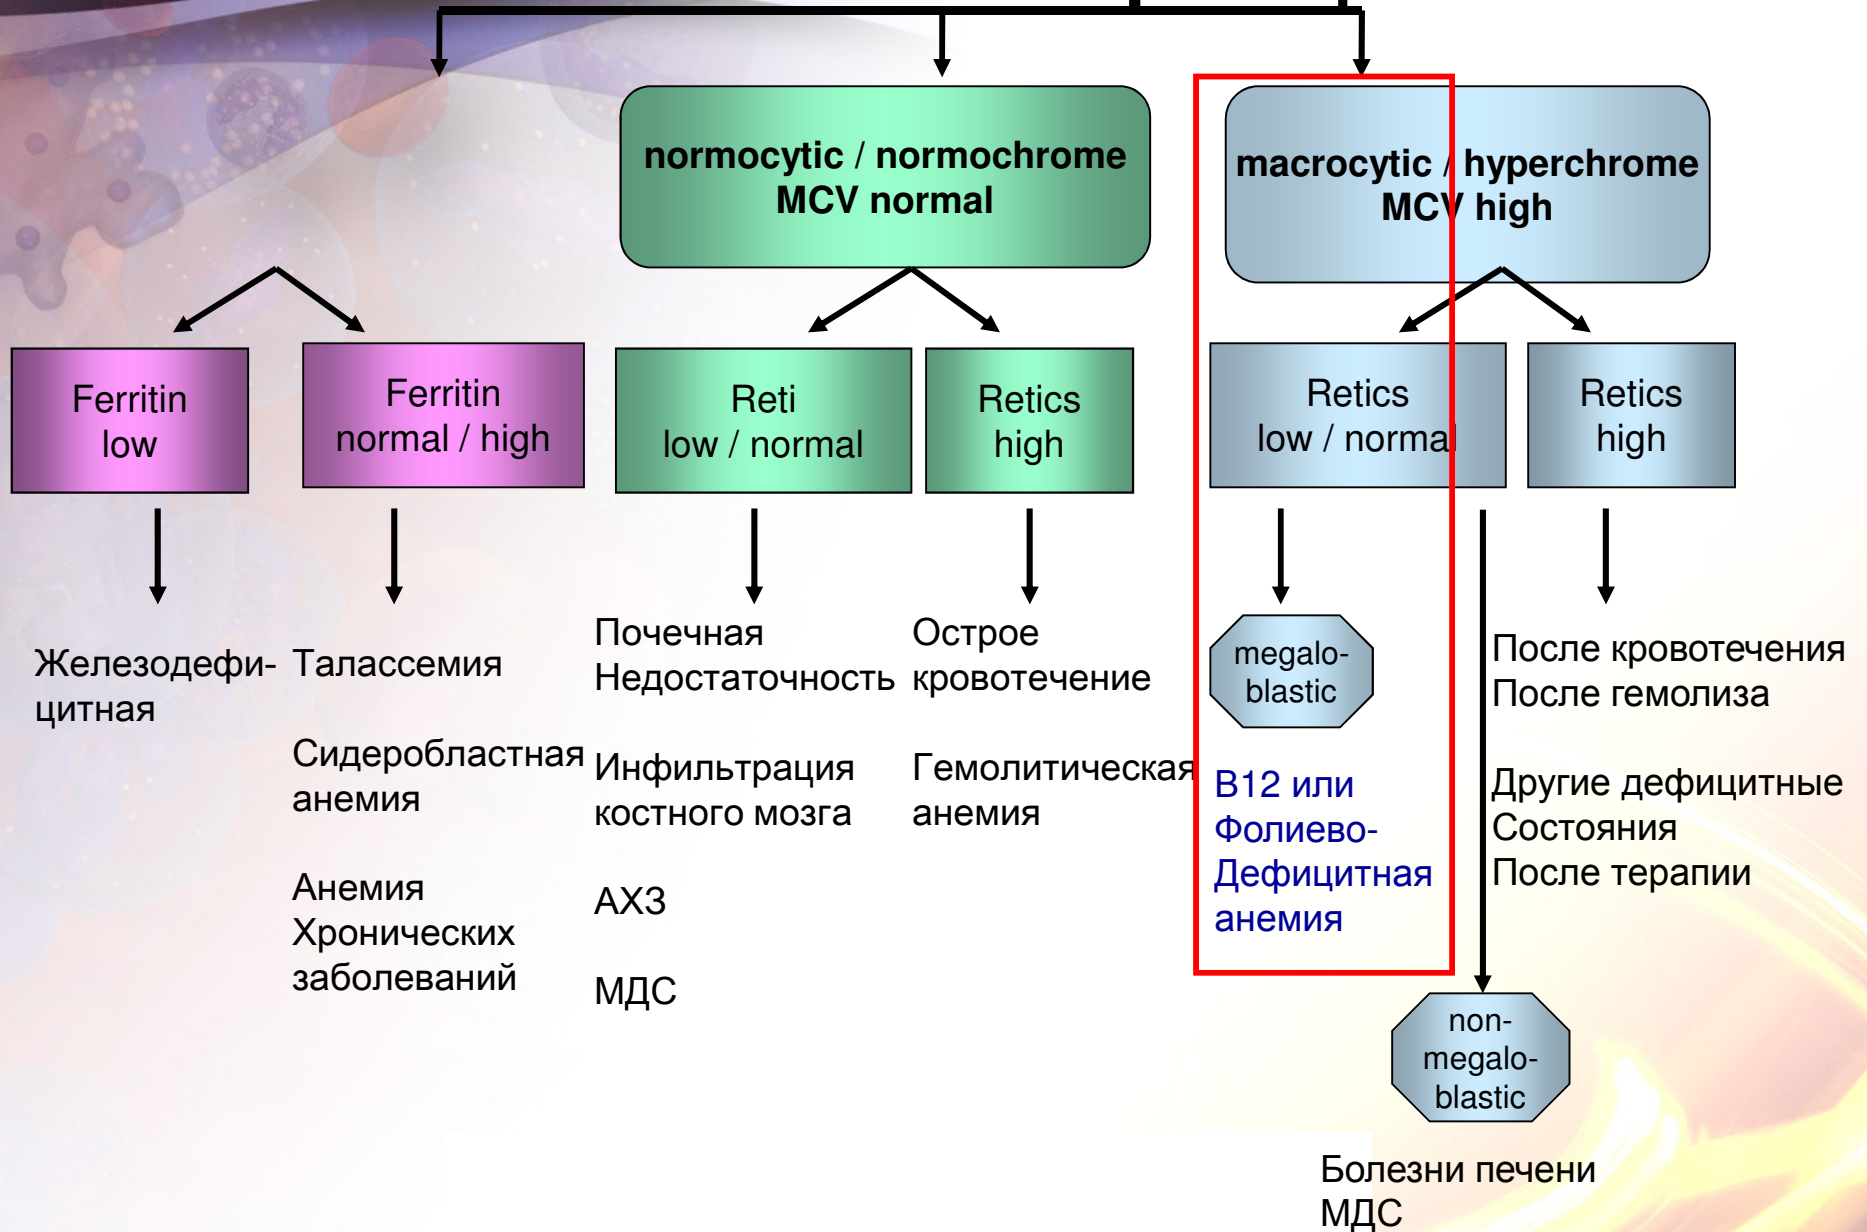 normocytic / normochrome
MCV normal
macrocytic / hyperchrome
MCV high
Ferritin
low
Ferritin
normal / high
Reti
low / normal
Retics
high
Retics
low / normal
Retics
high
Железодефи-
цитная
Талассемия
Сидеробластная
анемия
Анемия
Хронических
заболеваний
Почечная
Недостаточность
Инфильтрация
костного мозга
АХЗ
МДС
Острое
кровотечение
Гемолитическая
анемия
megalo-
blastic
В12 или
Фолиево-
Дефицитная
анемия
После кровотечения
После гемолиза
Другие дефицитные
Состояния
После терапии
non-
megalo-
blastic
Болезни печени
МДС